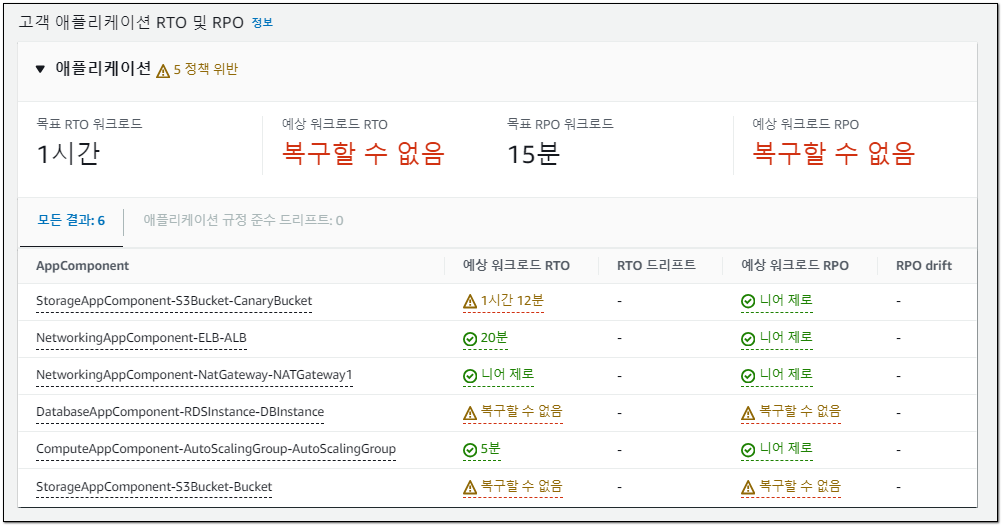 고객 애플리케이션 RTO 및 RPO 정보
▼ 애플리케이션 5 정책 위반
목표 RTO 워크로드 예상 워크로드 RTO 목표 RPO 워크로드 예상 워크로드 RPO
1시간 복구할 수 없음 15분 복구할 수 없음
모든 결과: 6 애플리케이션 규정 준수 드리프트: 0
AppComponent 예상 워크로드 RTO RTO 드리프트 예상 워크로드 RPO RPO drift
StorageAppComponent-S3Bucket-CanaryBucket 1시간 12분 - 니어 제로 -
NetworkingAppComponent-ELB-ALB 20분 - 니어 제로 -
NetworkingAppComponent-NatGateway-NATGateway1 니어 제로 - 니어 제로 -
DatabaseAppComponent-RDSInstance-DBInstance 복구할 수 없음 - 복구할 수 없음 -
ComputeAppComponent-AutoScalingGroup-AutoScalingGroup 5분 - 니어 제로 -
StorageAppComponent-S3Bucket-Bucket 복구할 수 없음 - 복구할 수 없음 -